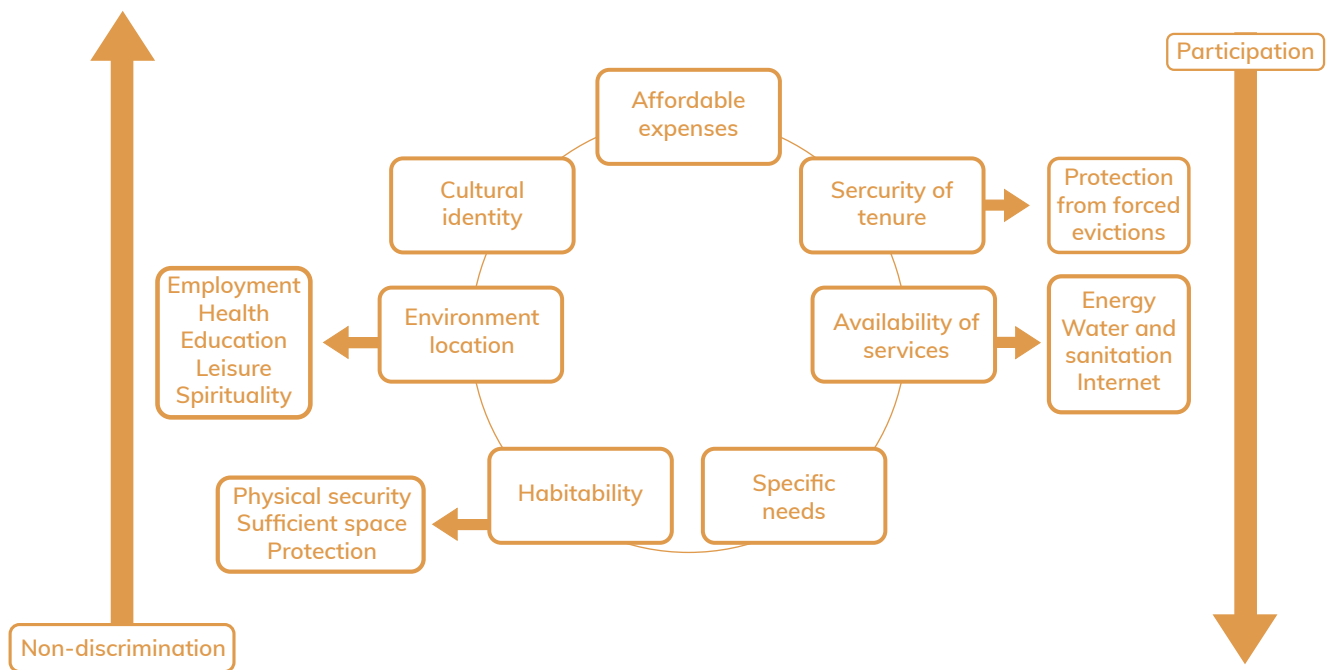 Participation
Affordable
expenses
Cultural
identity
Sercurity of
tenure
Protection
from forced
evictions
Employment
Health
Education
Leisure
Spirituality
Environment
location
Availability of
services
Energy
Water and
sanitation
Internet
Physical security
Sufficient space
Protection
Habitability
Specific
needs
Non-discrimination